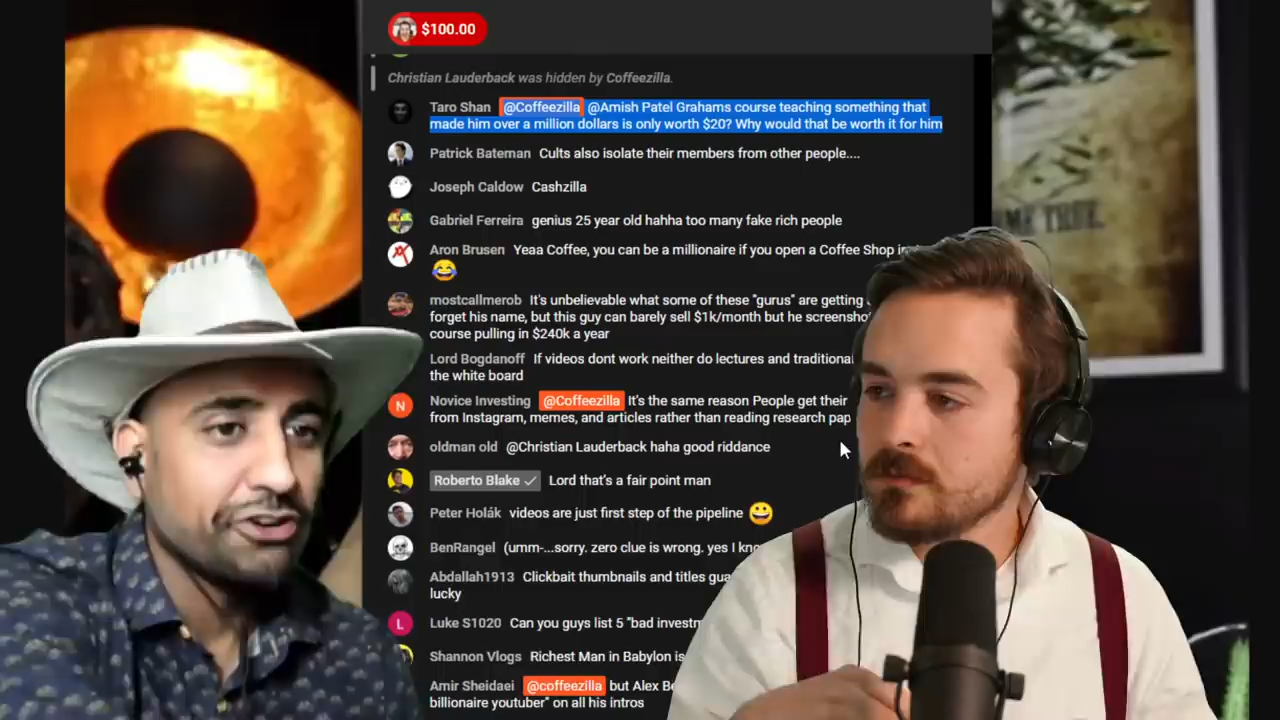 $100.00
Christian Lauderback was hidden by Coffeezilla.
Taro Shan @Coffeezilla @Amish Patel Grahams course teaching something that
made him over a million dollars is only worth $20? Why would that be worth it for him
Patrick Bateman Cults also isolate their members from other people....
Joseph Caldow Cashzilla
Gabriel Ferreira genius 25 year old hahha too many fake rich people
Aron Brusen Yeaa Coffee, you can be a millionaire if you open a Coffee Shop
😂
mostcallmerob It's unbelievable what some of these "gurus" are getting
forget his name, but this guy can barely sell $1k/month but he
course pulling in $240k a year
Lord Bogdanoff If videos dont work neither do lectures and
the white board
N Novice Investing @Coffeezilla It's the same reason People get their
from Instagram, memes, and articles rather than reading research
oldman old @Christian Lauderback haha good riddance
Roberto Blake ✓ Lord that's a fair point man
Peter Holák videos are just first step of the pipeline 😀
BenRangel (umm-...sorry. zero clue is wrong. yes I
Abdallah1913 Clickbait thumbnails and titles
lucky
L Luke S1020 Can you guys list 5 "bad
Shannon Vlogs Richest Man in Babylon is
Amir Sheidaei @coffeezilla but Alex
billionaire youtuber" on all his intros
ME TRUE.